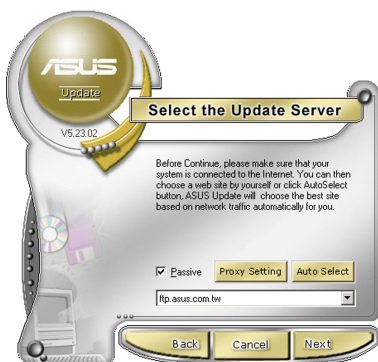 ASUS
Update
V5.23.02
Select the Update Server
Before Continue, please make sure that your
system is connected to the Internet. You can then
choose a web site by yourself or click AutoSelect
button, ASUS Update will choose the best site
based on network traffic automatically for you.
Passive
Proxy Setting
Auto Select
ftp.asus.com.tw
Back
Cancel
Next